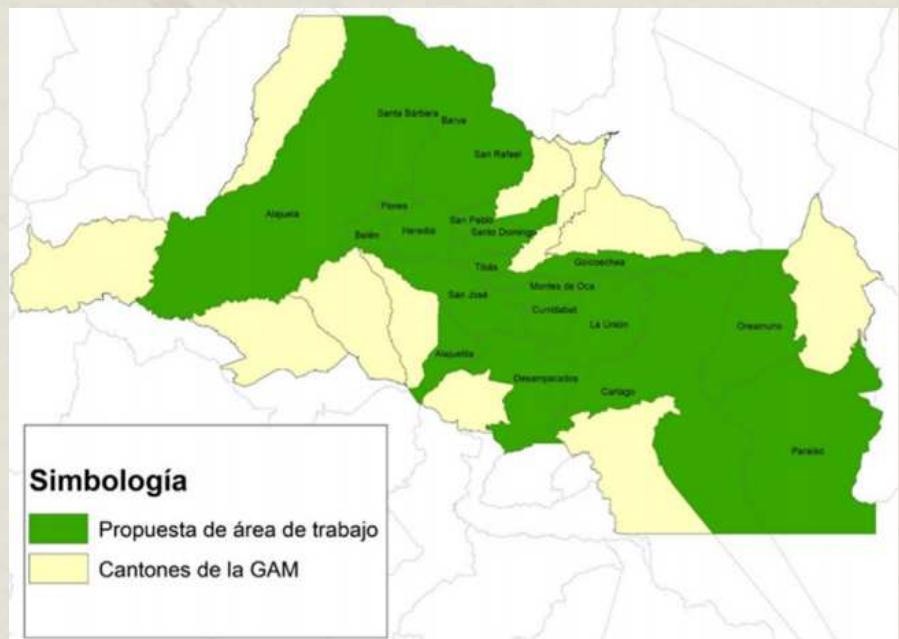 Santa Bárbara
Barva
San Rafael
Alajuela
Flores
San Pablo
Belén
Heredia
Santo Domingo
Tibás
Goicoechea
San José
Montes de Oca
Curridabat
La Unión
Oreamuno
Alajuelita
Desamparados
Cartago
Paraíso
Simbología
Propuesta de área de trabajo
Cantones de la GAM